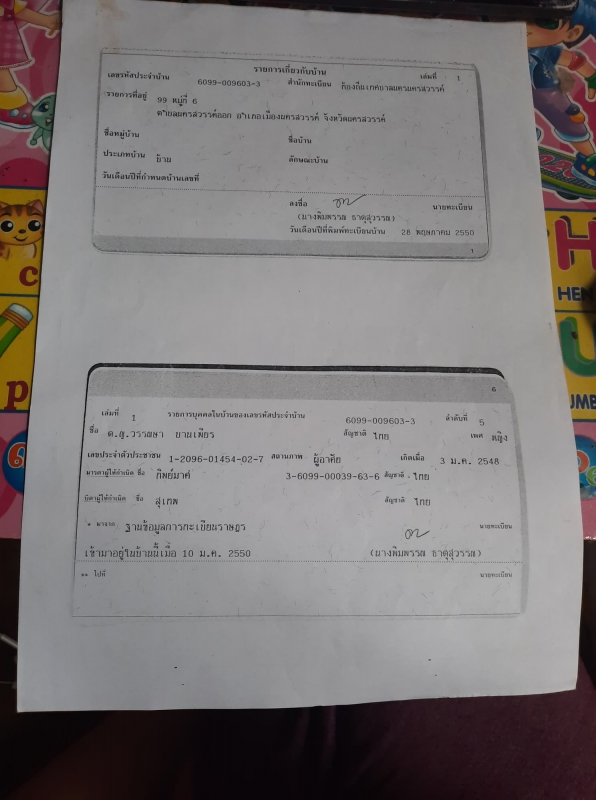 รายการเกี่ยวกับบ้าน เล่มที่ 1
เลขรหัสประจำบ้าน 6099-009603-3 สำนักทะเบียน ท้องถิ่นเทศบาลนครนครสวรรค์
รายการที่อยู่ 99 หมู่ที่ 6
ตำบลนครสวรรค์ออก อำเภอเมืองนครสวรรค์ จังหวัดนครสวรรค์
ชื่อหมู่บ้าน ชื่อบ้าน
ประเภทบ้าน บ้าน ลักษณะบ้าน
วันเดือนปีที่กำหนดบ้านเลขที่
ลงชื่อ นายทะเบียน
(นางพิมพรรณ ธาตุสุวรรณ)
วันเดือนปีที่พิมพ์ทะเบียนบ้าน 28 พฤษภาคม 2550
1
6
เล่มที่ 1 รายการบุคคลในบ้านของเลขรหัสประจำบ้าน 6099-009603-3 ลำดับที่ 5
ชื่อ ด.ญ.วรรณษา สัญชาติ ไทย เพศ หญิง
เลขประจำตัวประชาชน 1-2096-01454-02-7 สถานภาพ ผู้อาศัย เกิดเมื่อ 3 ม.ค. 2548
มารดาผู้ให้กำเนิด ชื่อ ทิพย์มาศ 3-6099-00039-63-6 สัญชาติ ไทย
บิดาผู้ให้กำเนิด ชื่อ สุเทพ สัญชาติ ไทย
* มาจาก ฐานข้อมูลการทะเบียนราษฎร นายทะเบียน
เข้ามาอยู่ในบ้านนี้เมื่อ 10 ม.ค. 2550 (นางพิมพรรณ ธาตุสุวรรณ)
** ไปที่ นายทะเบียน
C
P
H
HEN
U